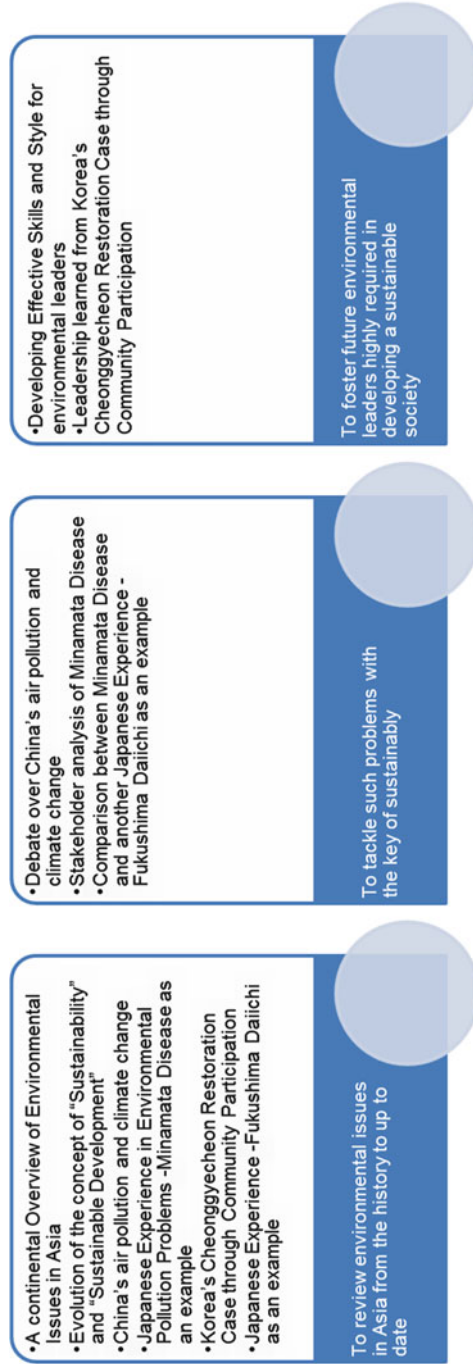 •A continental Overview of Environmental
Issues in Asia
•Evolution of the concept of "Sustainability"
and "Sustainable Development"
•China's air pollution and climate change
•Japanese Experience in Environmental
Pollution Problems -Minamata Disease as
an example
•Korea's Cheonggyecheon Restoration
Case through Community Participation
•Japanese Experience -Fukushima Daiichi
as an example
To review environmental issues
in Asia from the history to up to
date
•Debate over China's air pollution and
climate change
•Stakeholder analysis of Minamata Disease
•Comparison between Minamata Disease
and another Japanese Experience -
Fukushima Daiichi as an example
To tackle such problems with
the key of sustainably
•Developing Effective Skills and Style for
environmental leaders
•Leadership learned from Korea's
Cheonggyecheon Restoration Case through
Community Participation
To foster future environmental
leaders highly required in
developing a sustainable
society